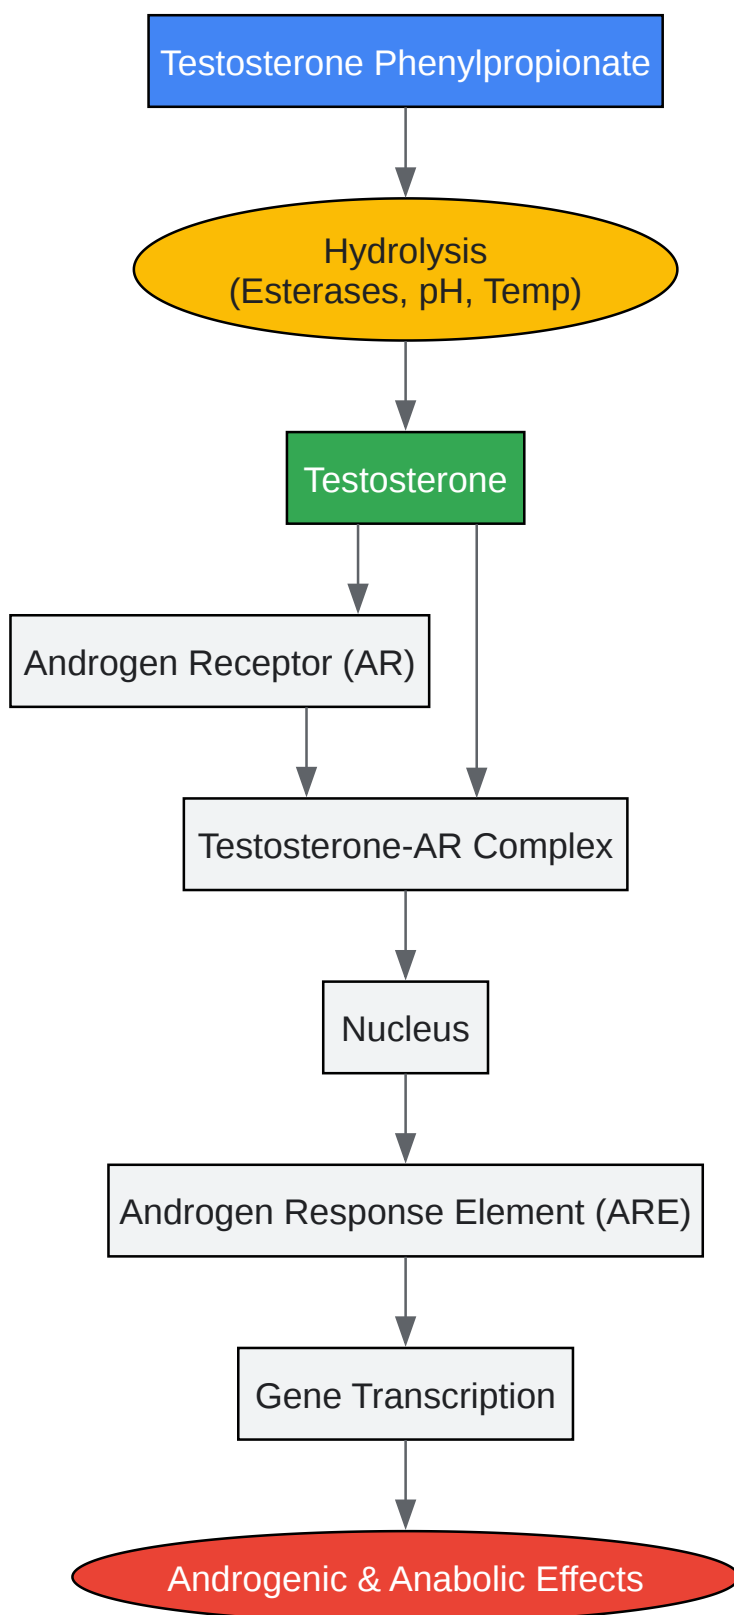 Testosterone Phenylpropionate
Hydrolysis
(Esterases, pH, Temp)
Testosterone
Androgen Receptor (AR)
Testosterone-AR Complex
Nucleus
Androgen Response Element (ARE)
Gene Transcription
Androgenic & Anabolic Effects